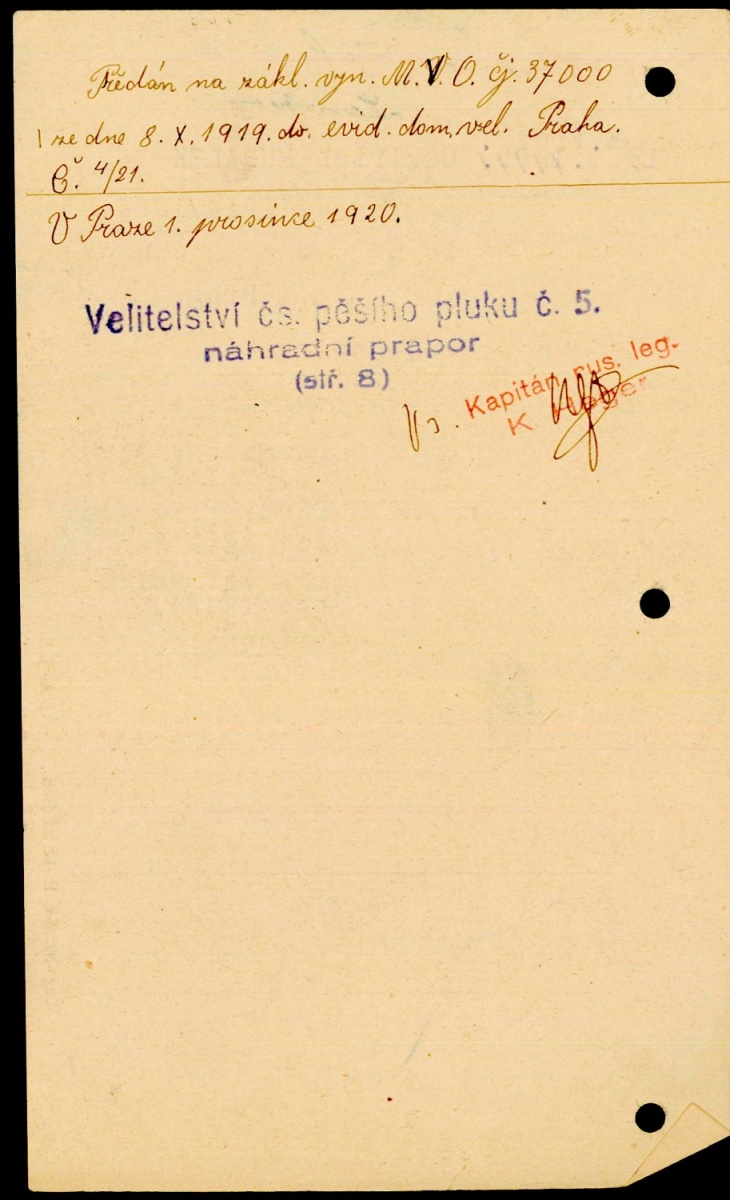 Předán na zákl. vyn. M.V.O. čj. 37000
ze dne 8. X. 1919. do. evid. dom. vel. Praha.
Č. 4/21.
V Praze 1. prosince 1920.
Velitelství čs. pěšího pluku č. 5.
náhradní prapor
(stř. 8)
Kapitán rus. leg.
K.